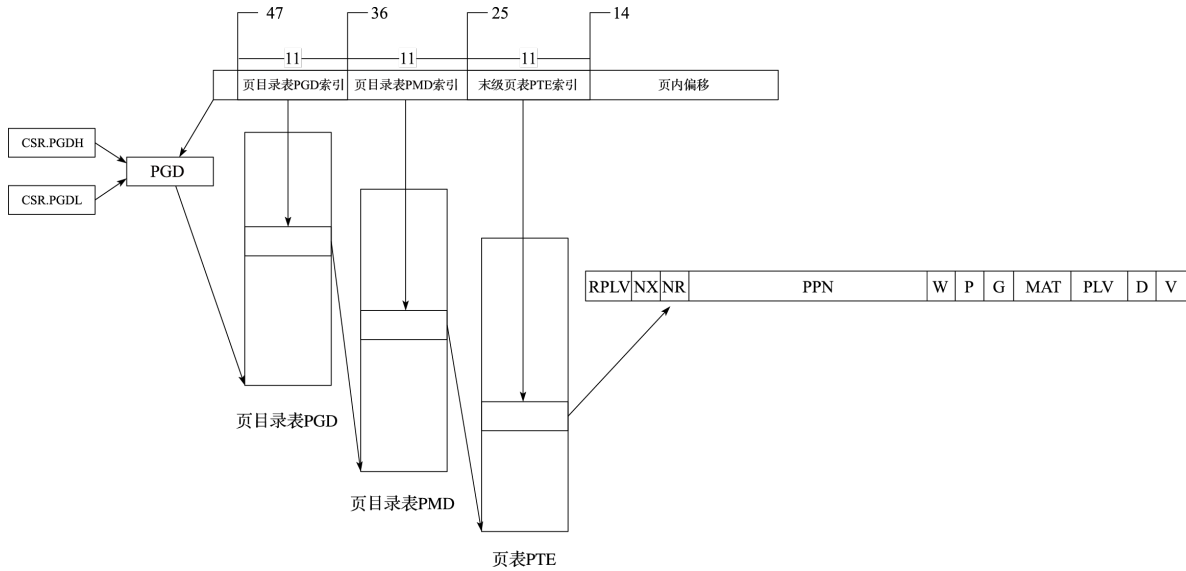 47 36 25 14
11 11 11
页目录表PGD索引 页目录表PMD索引 末级页表PTE索引 页内偏移
CSR.PGDH
PGD
CSR.PGDL
RPLV NX NR PPN W P G MAT PLV D V
页目录表PGD
页目录表PMD
页表PTE